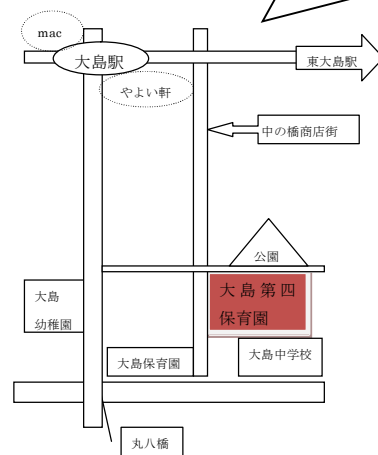 mac
大島駅
東大島駅
やよい軒
中の橋商店街
公園
大島第四
保育園
大島
幼稚園
大島保育園
大島中学校
丸八橋